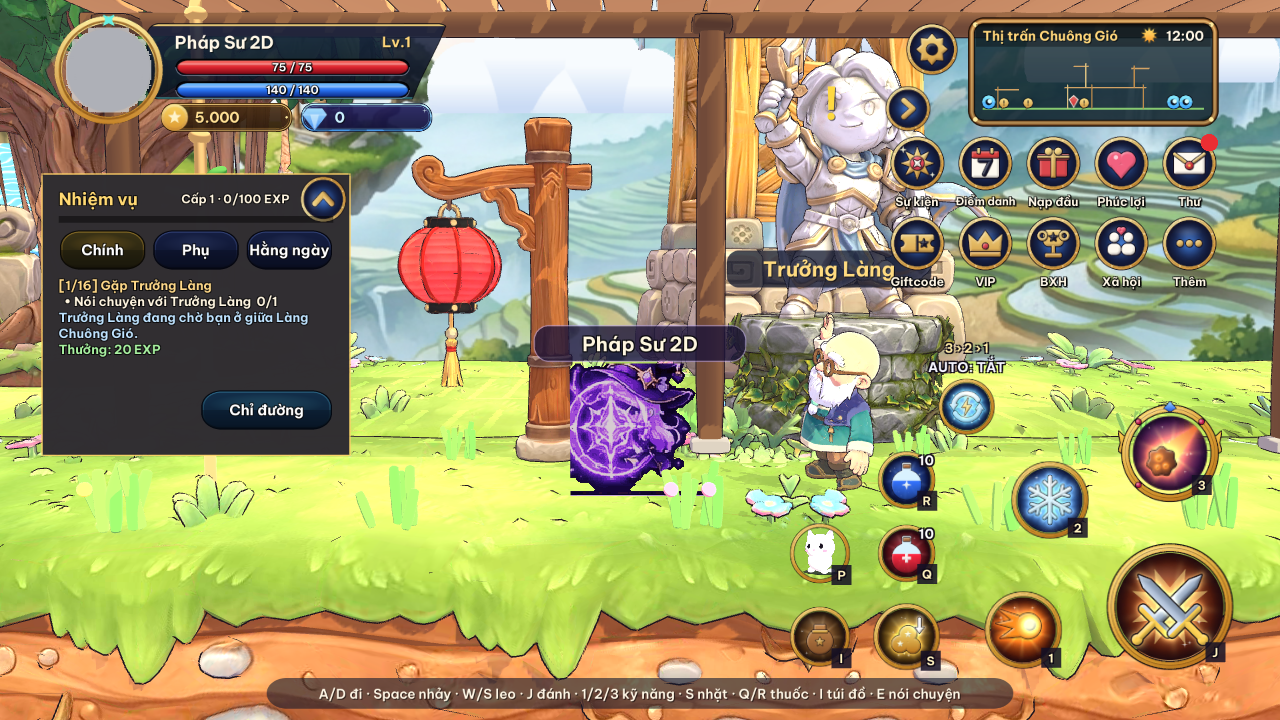 Pháp Sư 2D
Lv.1
75 / 75
140 / 140
5.000
0
Thị trấn Chuông Gió
12:00
Nhiệm vụ
Cấp 1 · 0/100 EXP
Chính
Phụ
Hằng ngày
[1/16] Gặp Trưởng Làng
• Nói chuyện với Trưởng Làng 0/1
Trưởng Làng đang chờ bạn ở giữa Làng
Chuông Gió.
Thưởng: 20 EXP
Chỉ đường
!
7
Sự kiện
Điểm danh
Nạp đầu
Phúc lợi
Thư
Giftcode
VIP
BXH
Xã hội
Thêm
Trưởng Làng
Pháp Sư 2D
3>2>1
AUTO: TẮT
10
R
10
Q
P
3
2
I
S
1
J
A/D đi · Space nhảy · W/S leo · J đánh · 1/2/3 kỹ năng · S nhặt · Q/R thuốc · I túi đồ · E nói chuyện